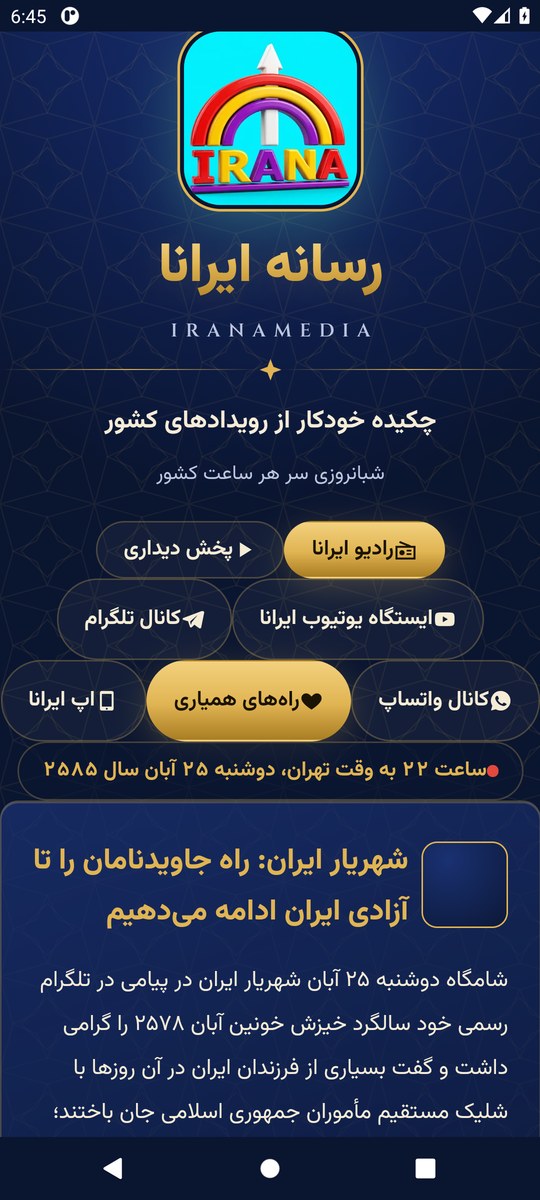 6:45
IRANA
رسانه ایرانا
IRANAMEDIA
چکیده خودکار از رویدادهای کشور
شبانروزی سر هر ساعت کشور
رادیو ایرانا
پخش دیداری
ایستگاه یوتیوب ایرانا
کانال تلگرام
کانال واتساپ
راه‌های همیاری
اپ ایرانا
ساعت ۲۲ به وقت تهران، دوشنبه ۲۵ آبان سال ۲۵۸۵
شهریار ایران: راه جاویدنامان را تا
آزادی ایران ادامه می‌دهیم
شامگاه دوشنبه ۲۵ آبان شهریار ایران در پیامی در تلگرام
رسمی خود سالگرد خیزش خونین آبان ۲۵۷۸ را گرامی
داشت و گفت بسیاری از فرزندان ایران در آن روزها با
شلیک مستقیم مأموران جمهوری اسلامی جان باختند؛